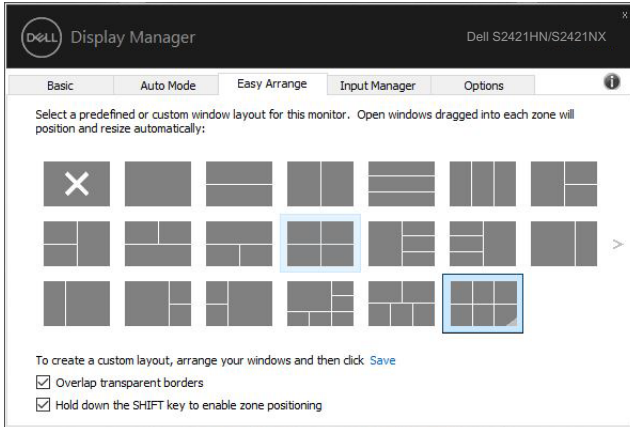 x
DELL Display Manager
Dell S2421HN/S2421NX
Basic Auto Mode Easy Arrange Input Manager Options
Select a predefined or custom window layout for this monitor. Open windows dragged into each zone will
position and resize automatically:
To create a custom layout, arrange your windows and then click Save
Overlap transparent borders
Hold down the SHIFT key to enable zone positioning